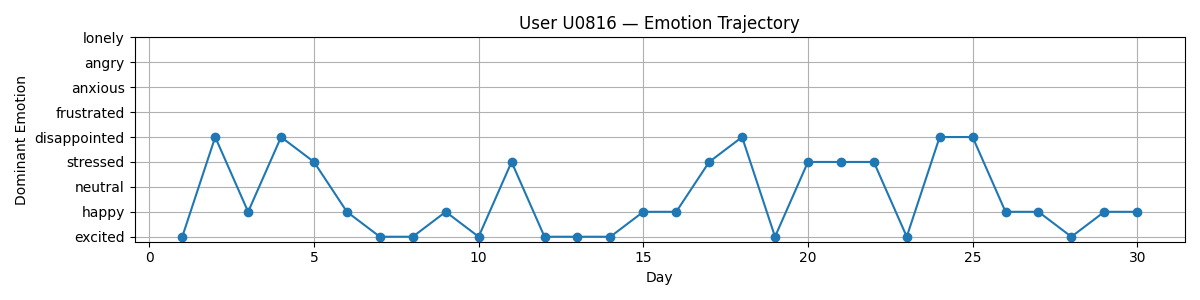 User U0816 — Emotion Trajectory
Dominant Emotion
lonely
angry
anxious
frustrated
disappointed
stressed
neutral
happy
excited
0 5 10 15 20 25 30
Day